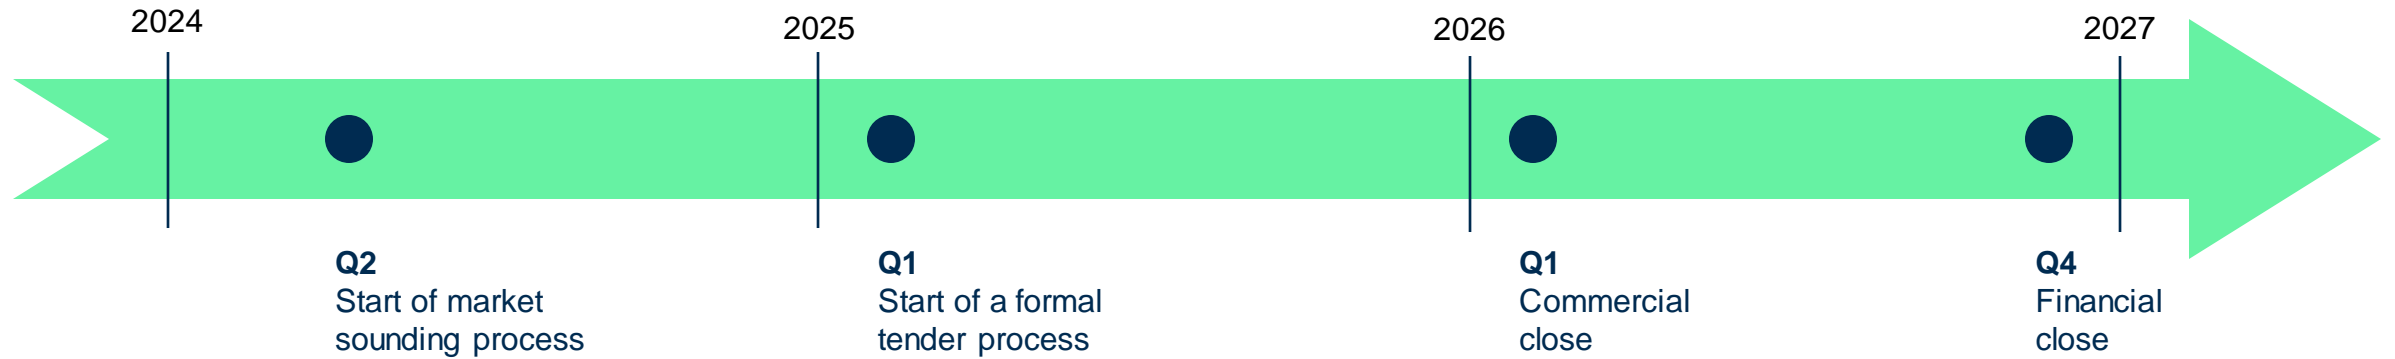 2024
2025
2026
2027
Q2
Start of market
sounding process
Q1
Start of a formal
tender process
Q1
Commercial
close
Q4
Financial
close